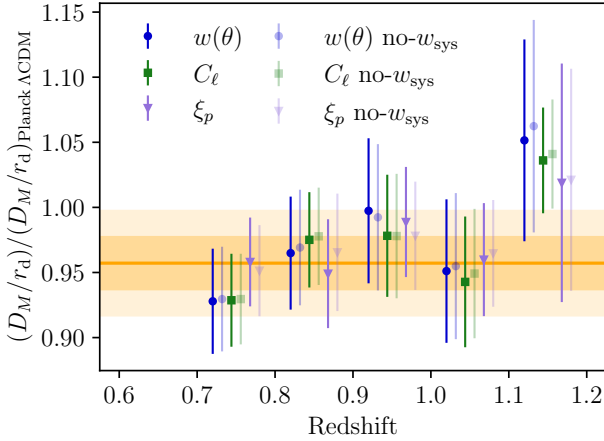 1.15
1.10
1.05
1.00
0.95
0.90
(D_M/r_d)/(D_M/r_d)_Planck ΛCDM
w(θ) w(θ) no-w_sys
C_ℓ C_ℓ no-w_sys
ξ_p ξ_p no-w_sys
0.6 0.7 0.8 0.9 1.0 1.1 1.2
Redshift